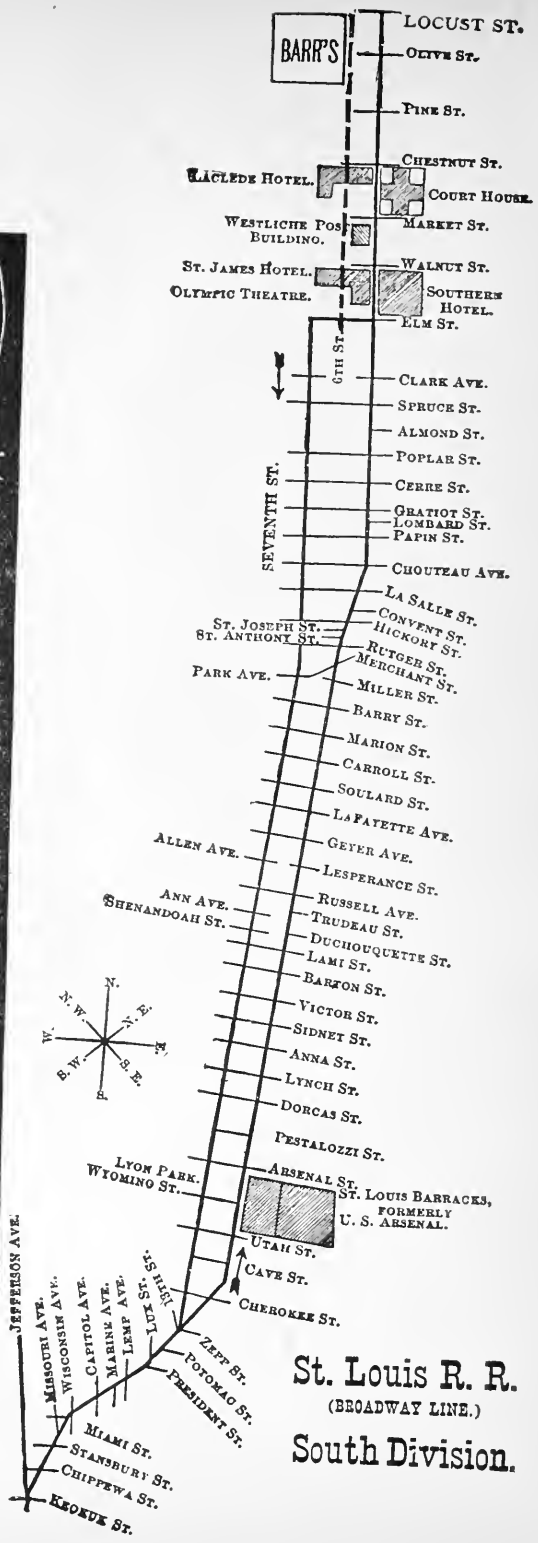 LOCUST ST.
BARR'S
OLIVE ST.
PINE ST.
CHESTNUT ST.
LACLEDE HOTEL.
COURT HOUSE.
MARKET ST.
WESTLICHE POS
BUILDING.
WALNUT ST.
ST. JAMES HOTEL.
OLYMPIC THEATRE.
SOUTHERN
HOTEL.
ELM ST.
6TH ST.
CLARK AVE.
SPRUCE ST.
ALMOND ST.
POPLAR ST.
CERRE ST.
SEVENTH ST.
GRATIOT ST.
LOMBARD ST.
PAPIN ST.
CHOUTEAU AVE.
LA SALLE ST.
CONVENT ST.
HICKORY ST.
ST. JOSEPH ST.
ST. ANTHONY ST.
RUTGER ST.
MERCHANT ST.
PARK AVE.
MILLER ST.
BARRY ST.
MARION ST.
CARROLL ST.
SOULARD ST.
LAFAYETTE AVE.
GEYER AVE.
ALLEN AVE.
LESPERANCE ST.
RUSSELL AVE.
ANN AVE.
TRUDEAU ST.
SHENANDOAH ST.
DUCHOUQUETTE ST.
LAMI ST.
BARTON ST.
VICTOR ST.
SIDNET ST.
ANNA ST.
LYNCH ST.
DORCAS ST.
PESTALOZZI ST.
N.
N. W.
N. E.
W.
E.
S. W.
S. E.
S.
LYON PARK.
WYOMING ST.
ARSENAL ST.
ST. LOUIS BARRACKS,
FORMERLY
U. S. ARSENAL.
UTAH ST.
CAVE ST.
CHEROKEE ST.
JEFFERSON AVE.
MISSOURI AVE.
WISCONSIN AVE.
CAPITOL AVE.
MARINE AVE.
LEMP AVE.
LUX ST.
13TH ST.
ZEPP ST.
POTOMAC ST.
PRESIDENT ST.
MIAMI ST.
STANSBURY ST.
CHIPPEWA ST.
KEOKUK ST.
St. Louis R. R.
(BROADWAY LINE.)
South Division.